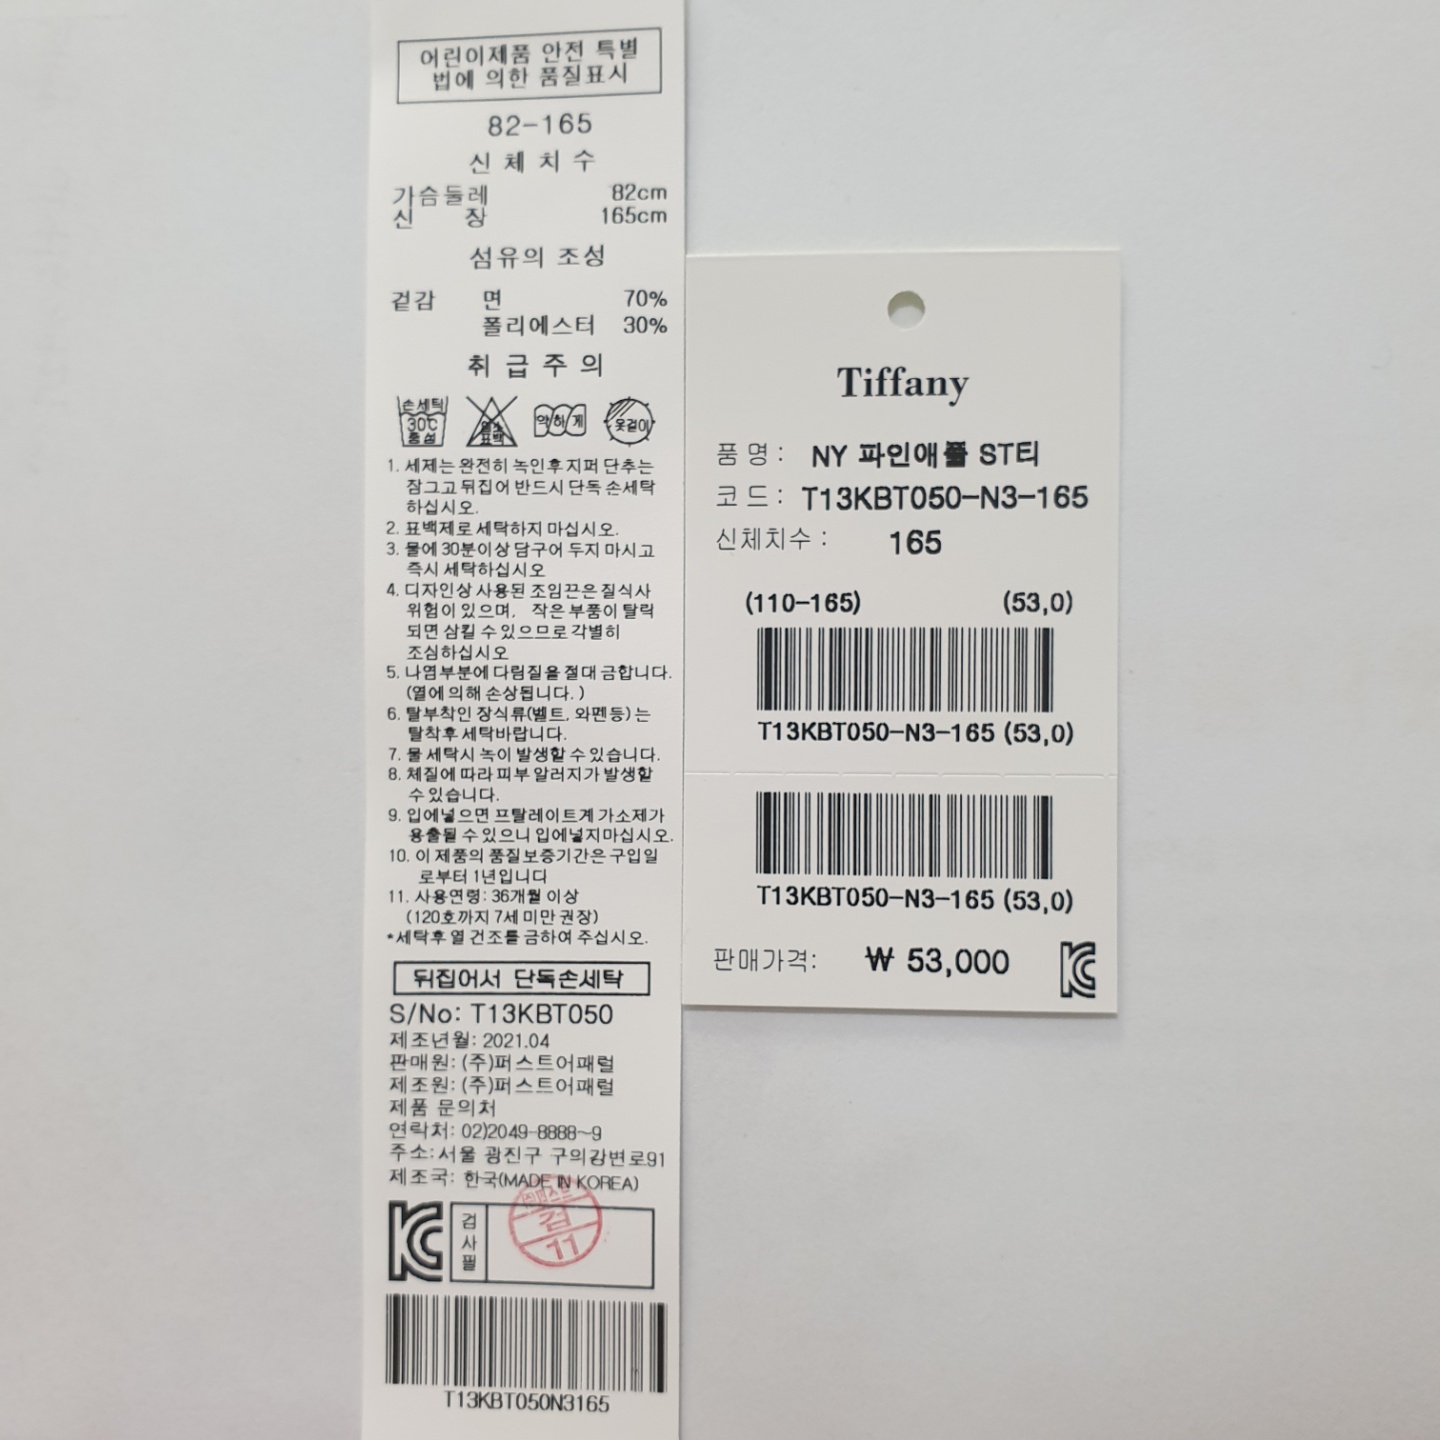 어린이제품 안전 특별
법에 의한 품질표시
82-165
신체치수
가슴둘레 82cm
신 장 165cm
섬유의 조성
겉감 면 70%
폴리에스터 30%
취급주의
손세탁
30℃
중성
염소
표백
약하게
옷걸이
1. 세제는 완전히 녹인후 지퍼 단추는
잠그고 뒤집어 반드시 단독 손세탁
하십시오.
2. 표백제로 세탁하지 마십시오.
3. 물에 30분이상 담구어 두지 마시고
즉시 세탁하십시오
4. 디자인상 사용된 조임끈은 질식사
위험이 있으며, 작은 부품이 탈락
되면 삼킬 수 있으므로 각별히
조심하십시오
5. 나염부분에 다림질을 절대 금합니다.
(열에 의해 손상됩니다.)
6. 탈부착인 장식류(벨트, 와펜등)는
탈착후 세탁바랍니다.
7. 물 세탁시 녹이 발생할 수 있습니다.
8. 체질에 따라 피부 알러지가 발생할
수 있습니다.
9. 입에넣으면 프탈레이트계 가소제가
용출될 수 있으니 입에넣지마십시오.
10. 이 제품의 품질보증기간은 구입일
로부터 1년입니다
11. 사용연령: 36개월 이상
(120호까지 7세 미만 권장)
*세탁후 열 건조를 금하여 주십시오.
뒤집어서 단독손세탁
S/No: T13KBT050
제조년월: 2021.04
판매원: (주)퍼스트어패럴
제조원: (주)퍼스트어패럴
제품 문의처
연락처: 02)2049-8888~9
주소: 서울 광진구 구의강변로91
제조국: 한국(MADE IN KOREA)
KC
검사필
검
11
T13KBT050N3165
Tiffany
품 명 : NY 파인애플 ST티
코 드 : T13KBT050-N3-165
신체치수 : 165
(110-165) (53,0)
T13KBT050-N3-165 (53,0)
T13KBT050-N3-165 (53,0)
판매가격: ₩ 53,000
KC